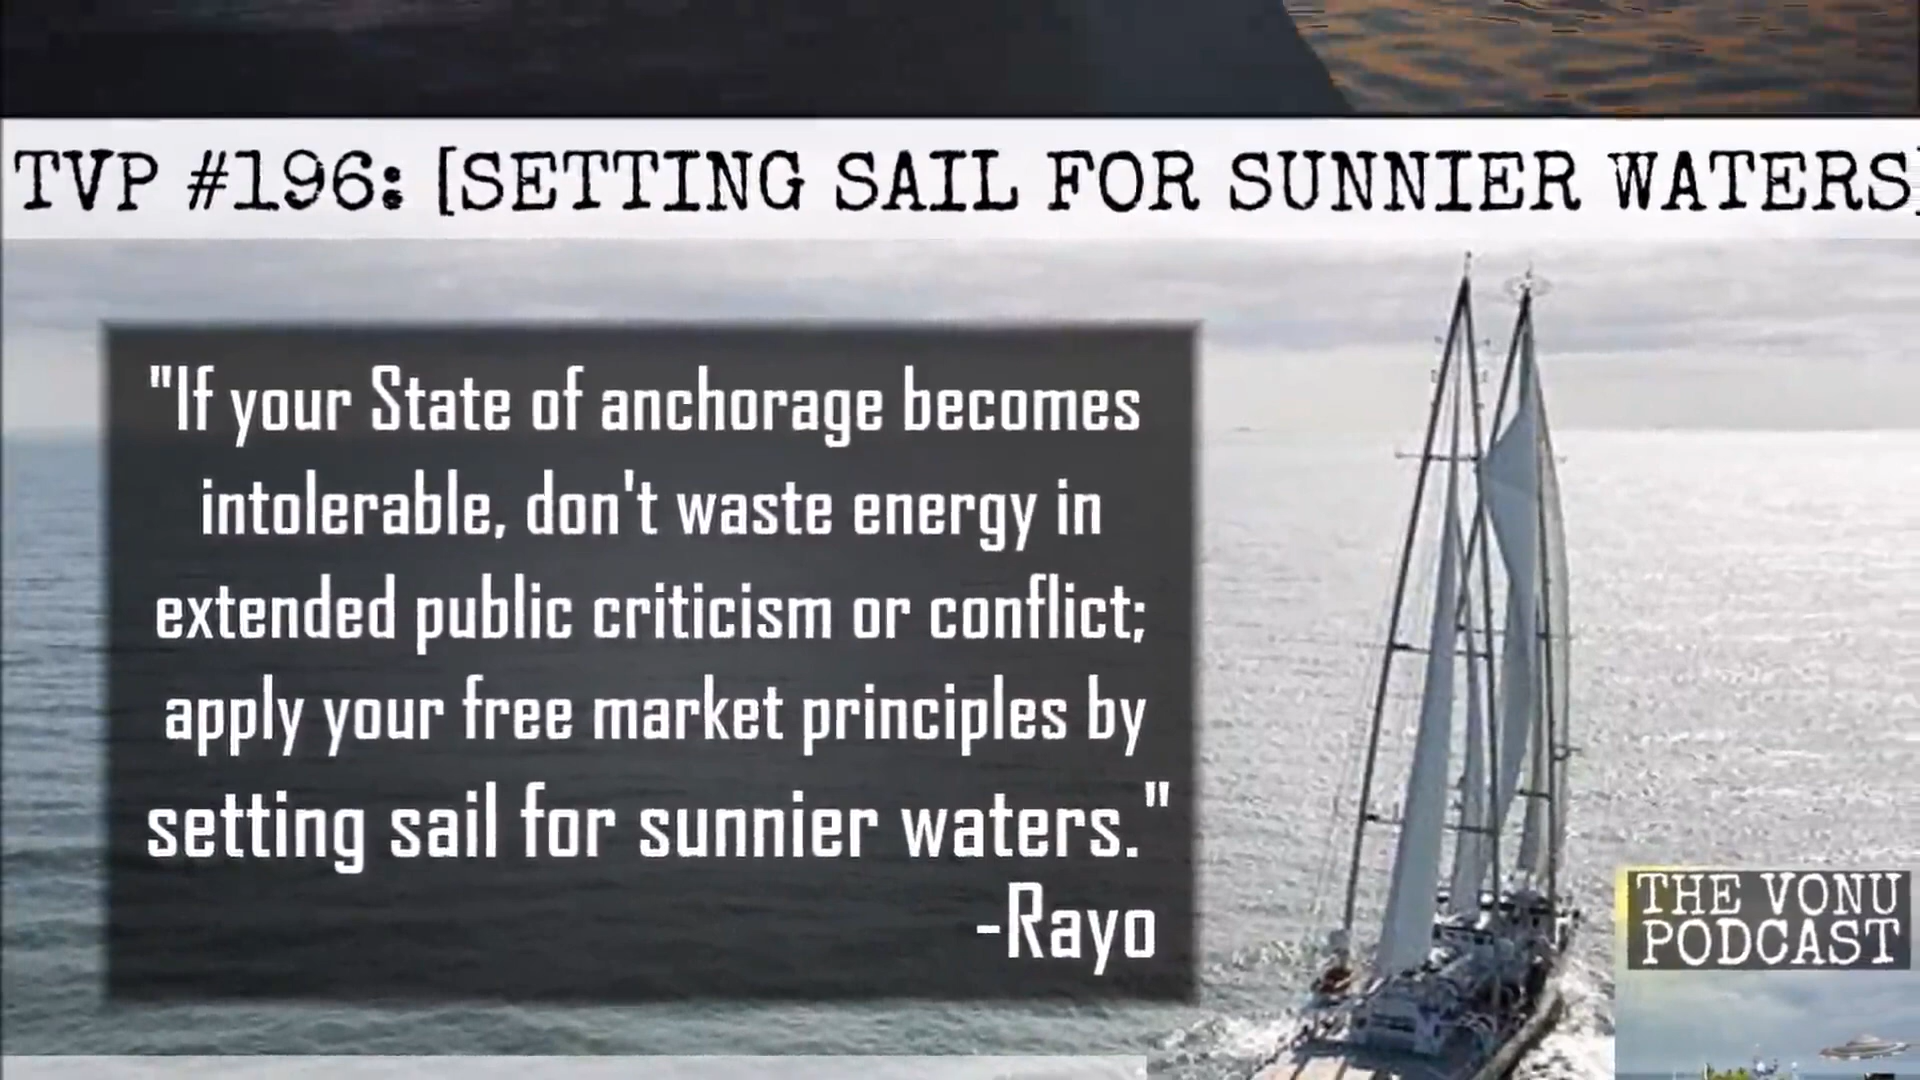 TVP #196: [SETTING SAIL FOR SUNNIER WATERS]
"If your State of anchorage becomes
intolerable, don't waste energy in
extended public criticism or conflict;
apply your free market principles by
setting sail for sunnier waters."
-Rayo
THE VONU
PODCAST